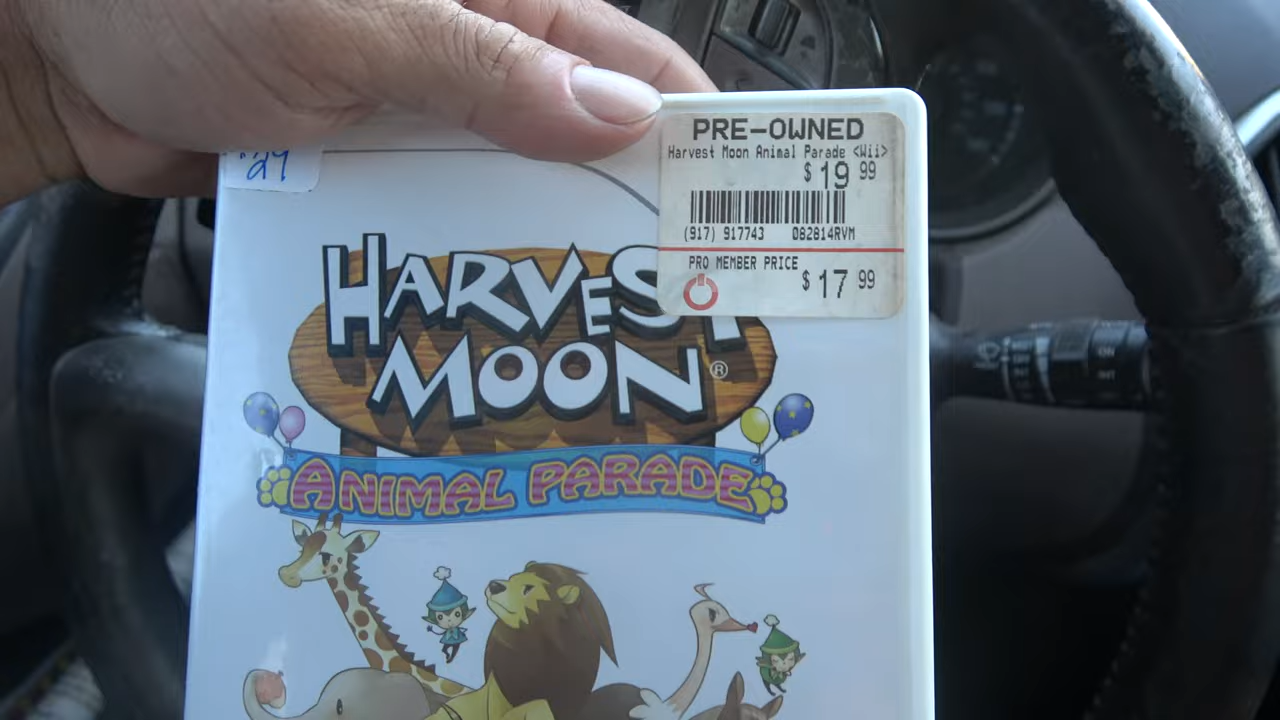 29
PRE-OWNED
Harvest Moon Animal Parade <Wii>
$19 99
(917) 917743 082814RVM
PRO MEMBER PRICE
$17 99
HARVEST
MOON®
ANIMAL PARADE